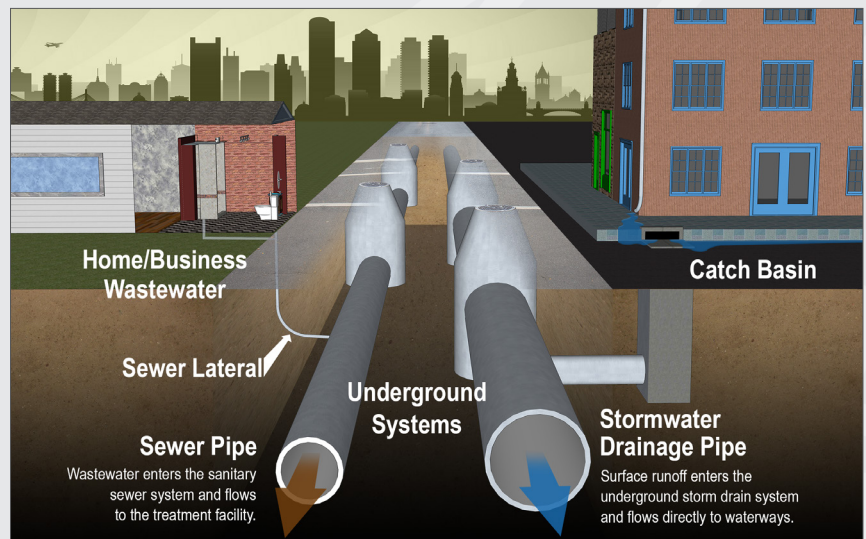 Home/Business
Wastewater
Catch Basin
Sewer Lateral
Underground
Systems
Sewer Pipe
Wastewater enters the sanitary
sewer system and flows
to the treatment facility.
Stormwater
Drainage Pipe
Surface runoff enters the
underground storm drain system
and flows directly to waterways.